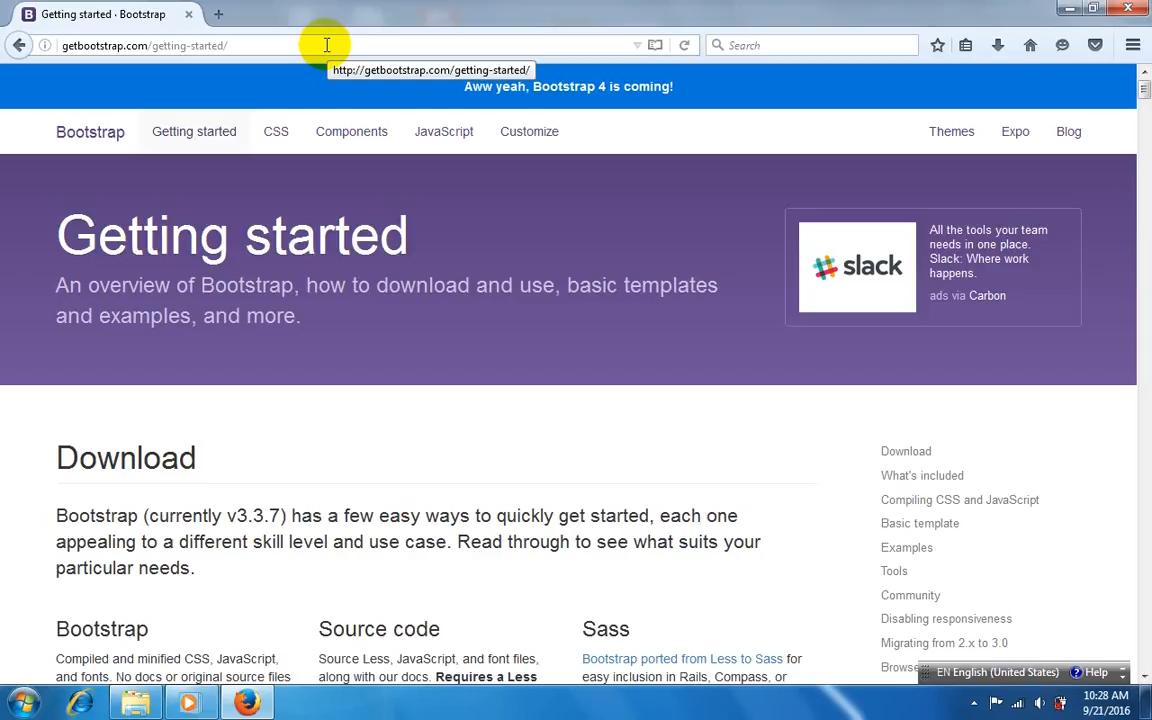 Getting started · Bootstrap
getbootstrap.com/getting-started/
Search
http://getbootstrap.com/getting-started/
Aww yeah, Bootstrap 4 is coming!
Bootstrap Getting started CSS Components JavaScript Customize Themes Expo Blog
Getting started
An overview of Bootstrap, how to download and use, basic templates
and examples, and more.
slack
All the tools your team
needs in one place.
Slack: Where work
happens.
ads via Carbon
Download
Bootstrap (currently v3.3.7) has a few easy ways to quickly get started, each one
appealing to a different skill level and use case. Read through to see what suits your
particular needs.
Bootstrap
Compiled and minified CSS, JavaScript,
and fonts. No docs or original source files
Source code
Source Less, JavaScript, and font files,
along with our docs. Requires a Less
Sass
Bootstrap ported from Less to Sass for
easy inclusion in Rails, Compass, or
Download
What's included
Compiling CSS and JavaScript
Basic template
Examples
Tools
Community
Disabling responsiveness
Migrating from 2.x to 3.0
EN English (United States) Help
10:28 AM
9/21/2016